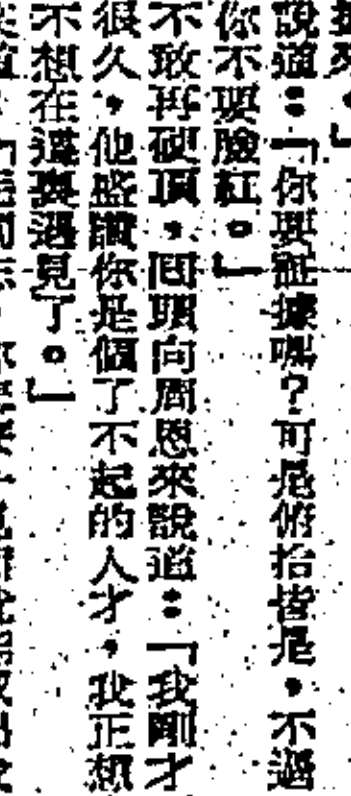 據來。」
說道：「你要証據嗎？可是俯拾皆是，不過
你不要臉紅。」
不敢再硬頂，回頭向周恩來說道：「我剛才
很久，他盛讚你是個了不起的人才，我正想
不想在這裏遇見了。」